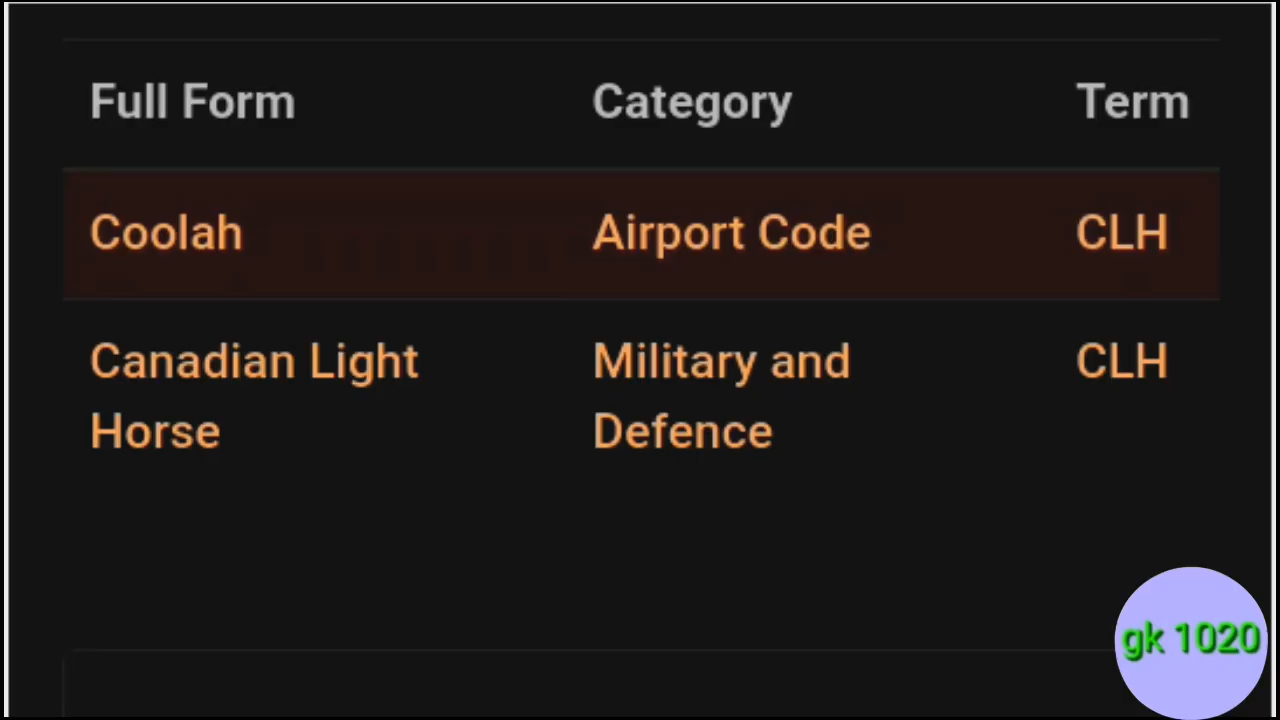 Full Form Category Term
Coolah Airport Code CLH
Canadian Light Military and CLH
Horse Defence
gk 1020